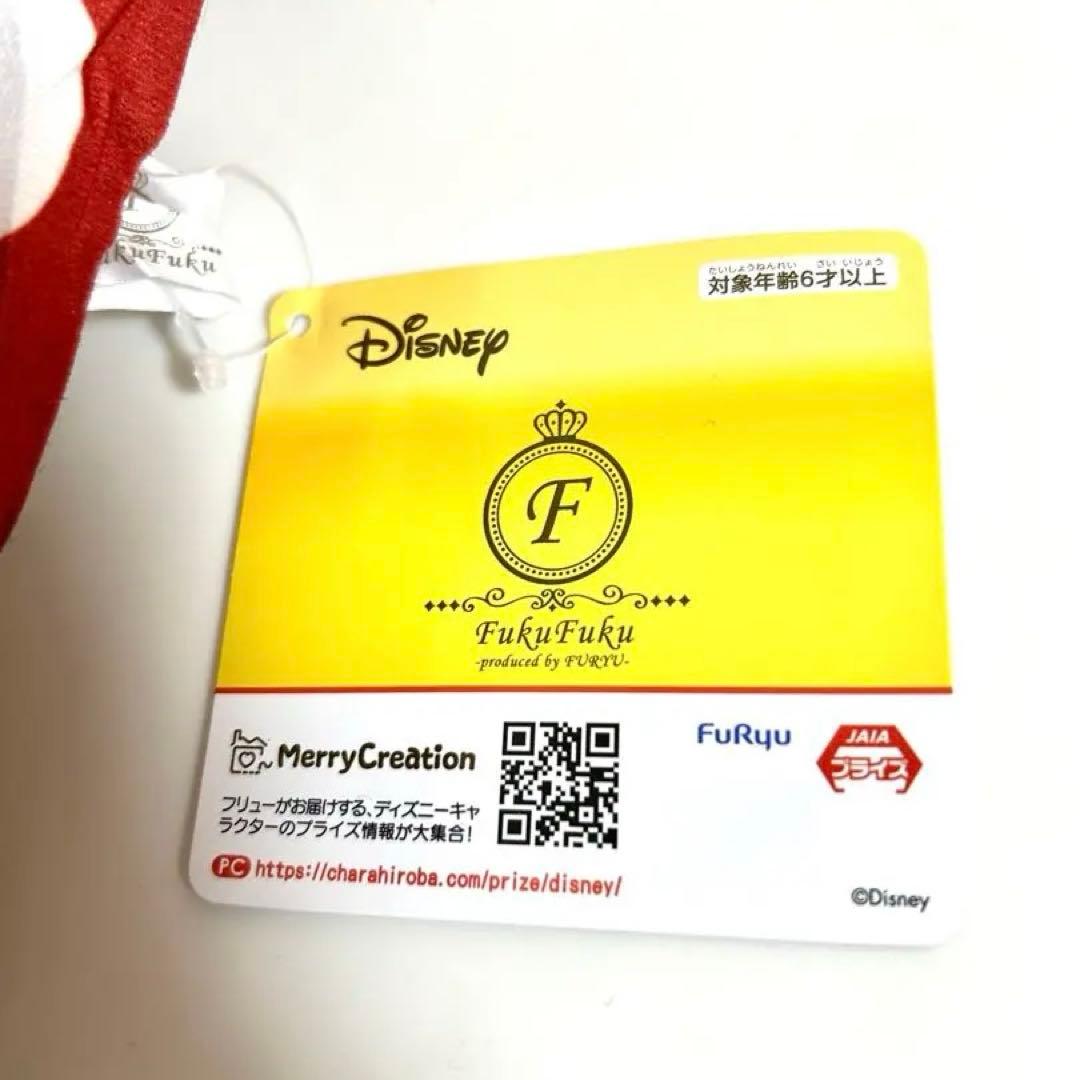 たいしょうねんれい さい いじょう
対象年齢6才以上
Disney
F
FukuFuku
-produced by FURYU-
MerryCreation
フリューがお届けする、ディズニーキャ
ラクターのプライズ情報が大集合!
PC https://charahiroba.com/prize/disney/
FuRyu
JAIA
プライズ
©Disney